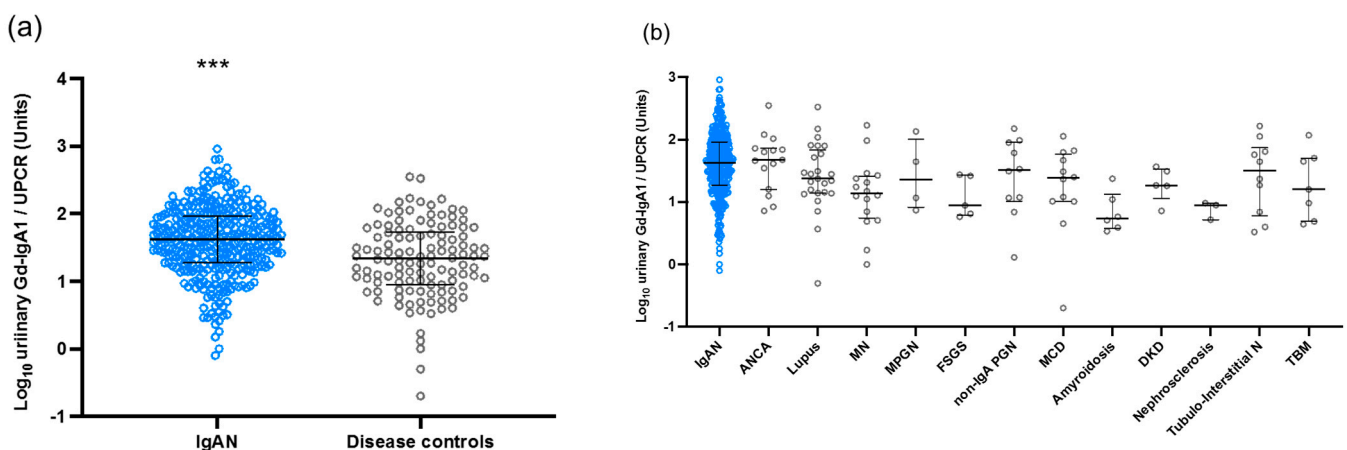 (a)
***
Log10 urinary Gd-IgA1 / UPCR (Units)
4
3
2
1
0
-1
IgAN
Disease controls
(b)
Log10 urinary Gd-IgA1 / UPCR (Units)
3
2
1
0
-1
IgAN
ANCA
Lupus
MN
MPGN
FSGS
non-IgA PGN
MCD
Amyroidosis
DKD
Nephrosclerosis
Tubulo-Interstitial N
TBM